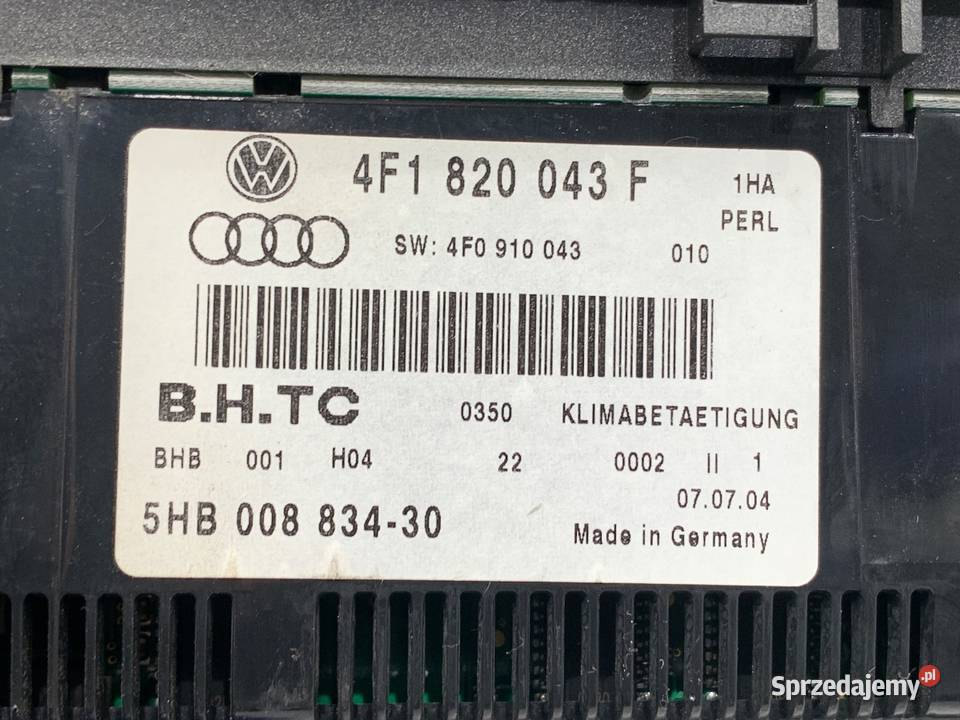 4F1 820 043 F
1HA
PERL
SW: 4F0 910 043
010
B.H.TC
0350 KLIMABETAETIGUNG
BHB 001 H04 22 0002 II 1
07.07.04
5HB 008 834-30
Made in Germany
Sprzedajemy.pl